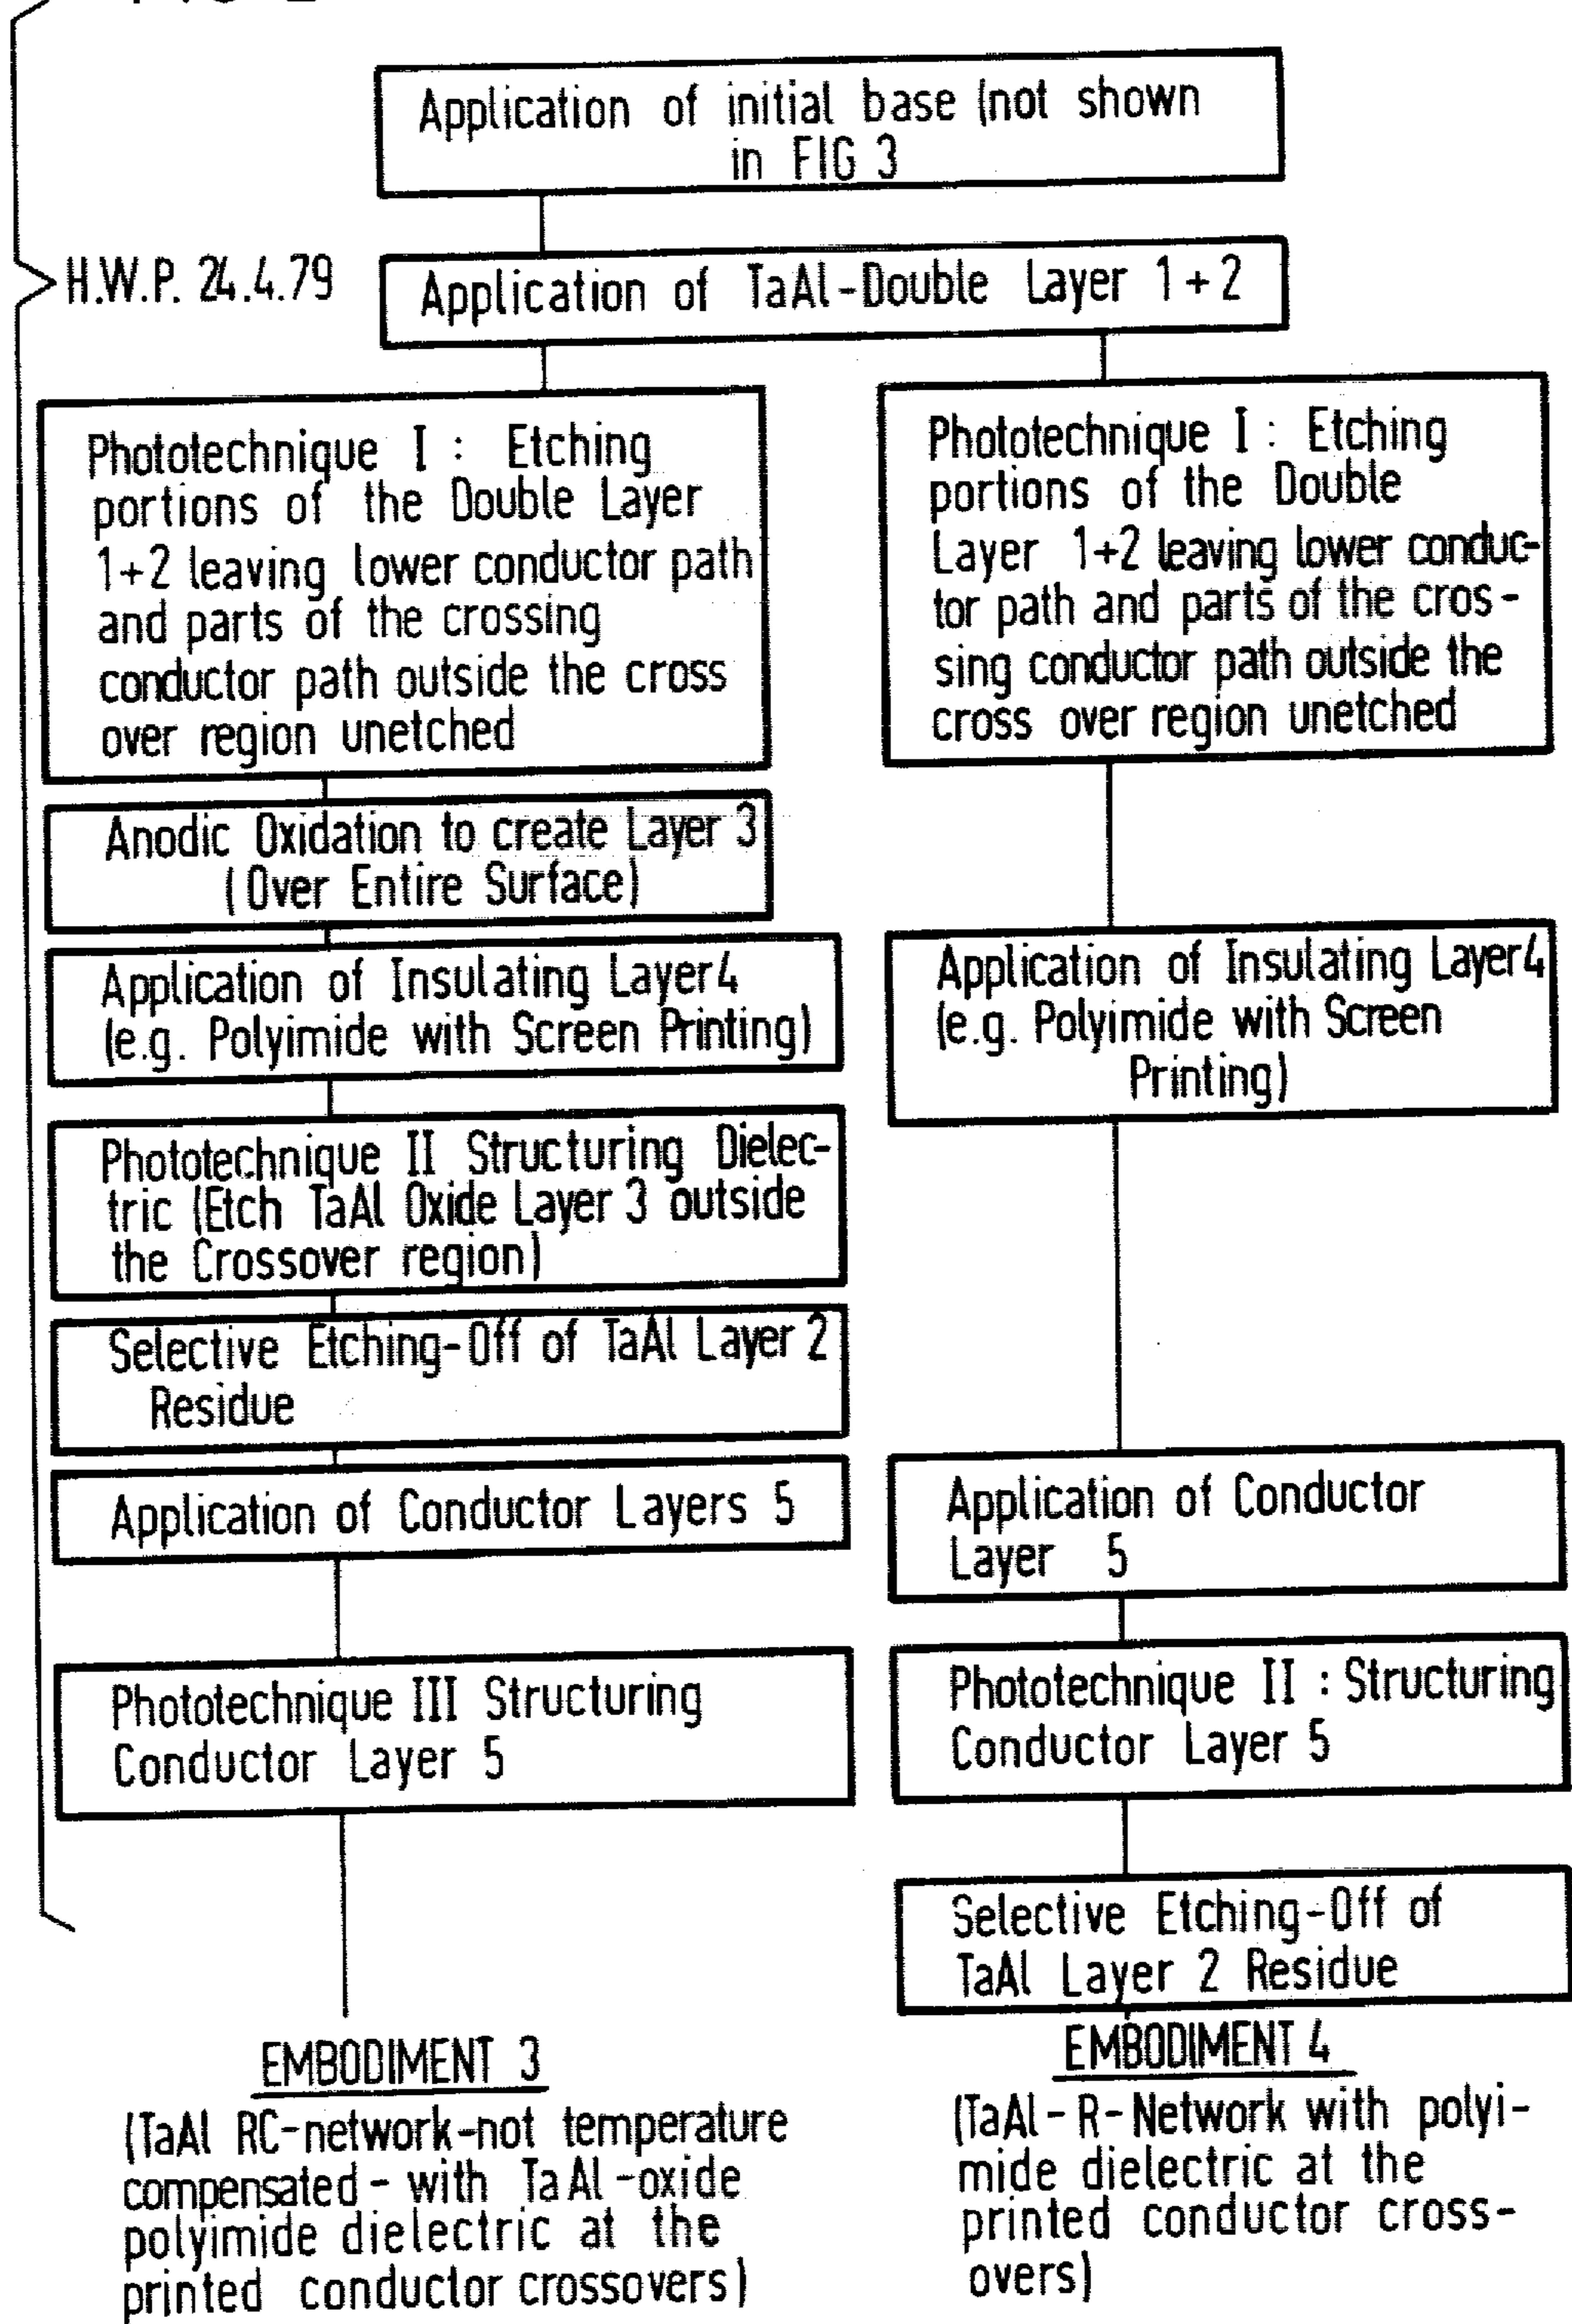 Application of initial base (not shown
in FIG 3
H.W.P. 24.4.79
Application of TaAl-Double Layer 1+2
Phototechnique I : Etching
portions of the Double Layer
1+2 leaving lower conductor path
and parts of the crossing
conductor path outside the cross
over region unetched
Anodic Oxidation to create Layer 3
(Over Entire Surface)
Application of Insulating Layer 4
(e.g. Polyimide with Screen Printing)
Phototechnique II Structuring Dielec-
tric (Etch TaAl Oxide Layer 3 outside
the Crossover region)
Selective Etching-Off of TaAl Layer 2
Residue
Application of Conductor Layers 5
Phototechnique III Structuring
Conductor Layer 5
EMBODIMENT 3
(TaAl RC-network-not temperature
compensated - with TaAl-oxide
polyimide dielectric at the
printed conductor crossovers)
Phototechnique I : Etching
portions of the Double
Layer 1+2 leaving lower conduc-
tor path and parts of the cros-
sing conductor path outside the
cross over region unetched
Application of Insulating Layer 4
(e.g. Polyimide with Screen
Printing)
Application of Conductor
Layer 5
Phototechnique II : Structuring
Conductor Layer 5
Selective Etching-Off of
TaAl Layer 2 Residue
EMBODIMENT 4
(TaAl-R-Network with polyi-
mide dielectric at the
printed conductor cross-
overs)